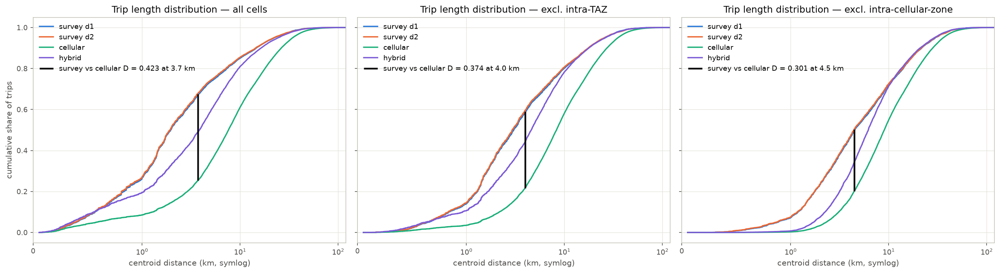 Trip length distribution — all cells
survey d1
survey d2
cellular
hybrid
survey vs cellular D = 0.423 at 3.7 km
1.0
0.8
0.6
0.4
0.2
0.0
cumulative share of trips
0
10⁰
10¹
10²
centroid distance (km, symlog)
Trip length distribution — excl. intra-TAZ
survey d1
survey d2
cellular
hybrid
survey vs cellular D = 0.374 at 4.0 km
0
10⁰
10¹
10²
centroid distance (km, symlog)
Trip length distribution — excl. intra-cellular-zone
survey d1
survey d2
cellular
hybrid
survey vs cellular D = 0.301 at 4.5 km
0
10⁰
10¹
10²
centroid distance (km, symlog)